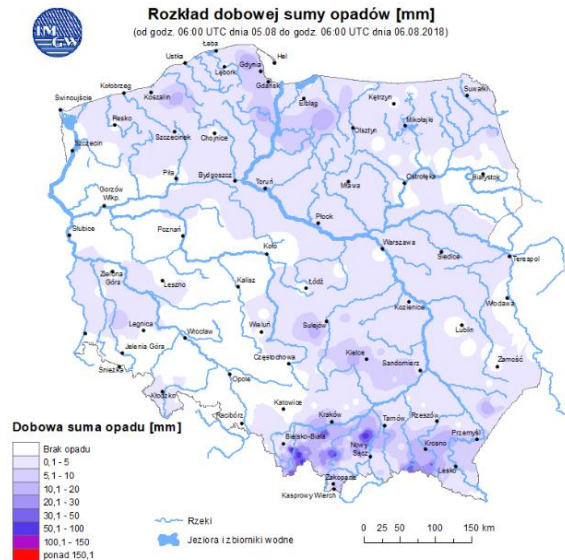 Rozkład dobowej sumy opadów [mm]
(od godz. 06:00 UTC dnia 05.08 do godz. 06:00 UTC dnia 06.08.2018)
IM
GW
Łeba
Ustka
Hel
Gdynia
Lębork
Gdańsk
Kołobrzeg
Koszalin
Elbląg
Kętrzyn
Suwałki
Świnoujście
Resko
Szczecinek
Chojnice
Olsztyn
Mikołajki
Szczecin
Piła
Bydgoszcz
Toruń
Mława
Ostrołęka
Białystok
Gorzów
Wlkp.
Płock
Słubice
Poznań
Koło
Warszawa
Siedlce
Terespol
Zielona
Góra
Leszno
Kalisz
Łódź
Kozienice
Włodawa
Legnica
Wrocław
Wieluń
Sulejów
Lublin
Jelenia Góra
Śnieżka
Częstochowa
Kielce
Sandomierz
Zamość
Opole
Kłodzko
Racibórz
Katowice
Kraków
Tarnów
Rzeszów
Przemyśl
Bielsko-Biała
Nowy
Sącz
Krosno
Lesko
Zakopane
Kasprowy Wierch
Dobowa suma opadu [mm]
Brak opadu
0,1 - 5
5,1 - 10
10,1 - 20
20,1 - 30
30,1 - 50
50,1 - 100
100,1 - 150
ponad 150,1
Rzeki
Jeziora i zbiorniki wodne
0 25 50 100 150 km